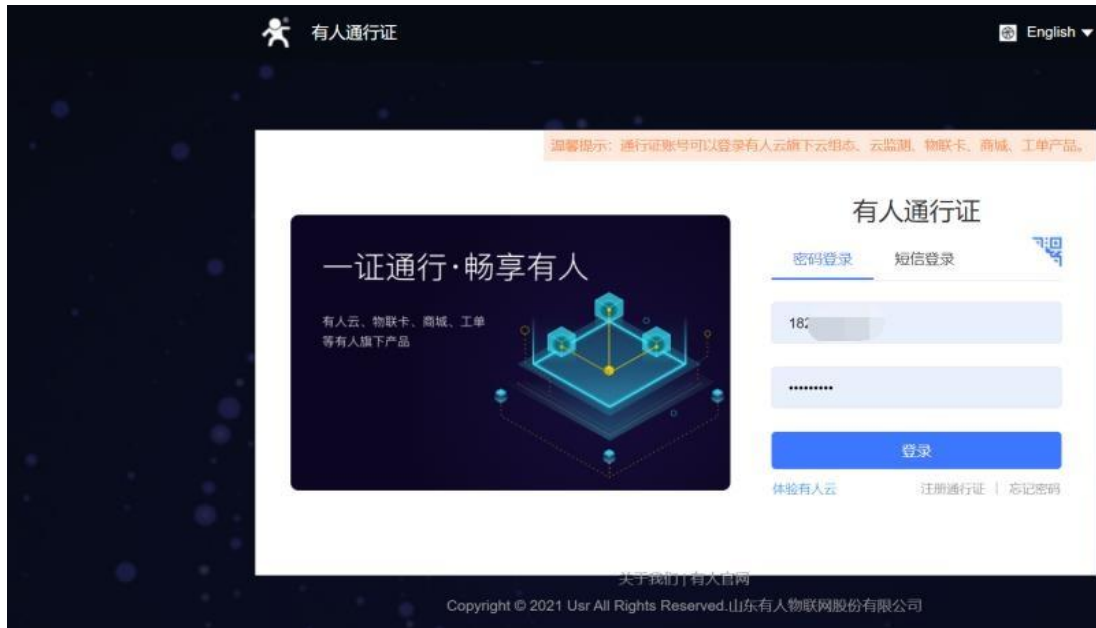 有人通行证
English
温馨提示：通行证账号可以登录有人云旗下云组态、云监测、物联卡、商城、工单产品。
有人通行证
一证通行·畅享有人
有人云、物联卡、商城、工单
等有人旗下产品
密码登录 短信登录
182
•••••••••
登录
体验有人云 注册通行证 | 忘记密码
关于我们 | 有人官网
Copyright © 2021 Usr All Rights Reserved.山东有人物联网股份有限公司